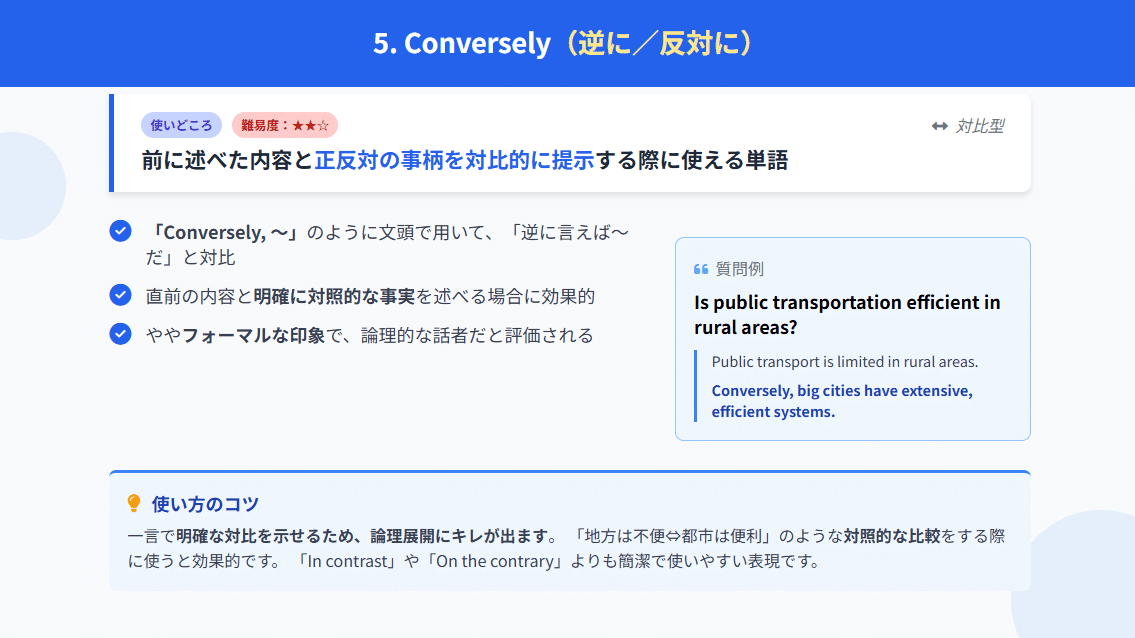 5. Conversely（逆に／反対に）
使いどころ
難易度：★★☆
対比型
前に述べた内容と正反対の事柄を対比的に提示する際に使える単語
「Conversely, 〜」のように文頭で用いて、「逆に言えば〜
だ」と対比
直前の内容と明確に対照的な事実を述べる場合に効果的
ややフォーマルな印象で、論理的な話者だと評価される
質問例
Is public transportation efficient in
rural areas?
Public transport is limited in rural areas.
Conversely, big cities have extensive,
efficient systems.
使い方のコツ
一言で明確な対比を示せるため、論理展開にキレが出ます。「地方は不便⇔都市は便利」のような対照的な比較をする際
に使うと効果的です。「In contrast」や「On the contrary」よりも簡潔で使いやすい表現です。